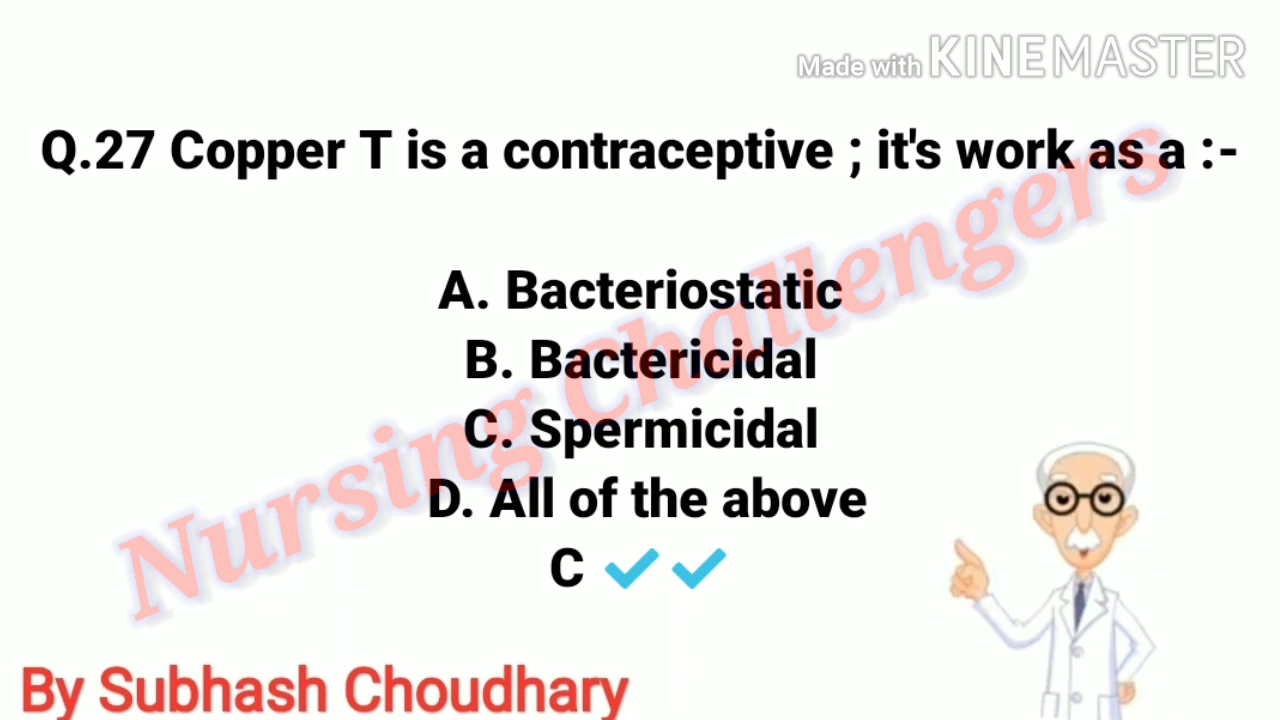 Made with KINEMASTER
Q.27 Copper T is a contraceptive ; it's work as a :-
A. Bacteriostatic
B. Bactericidal
C. Spermicidal
D. All of the above
C ✔✔
Nursing Challengers
By Subhash Choudhary